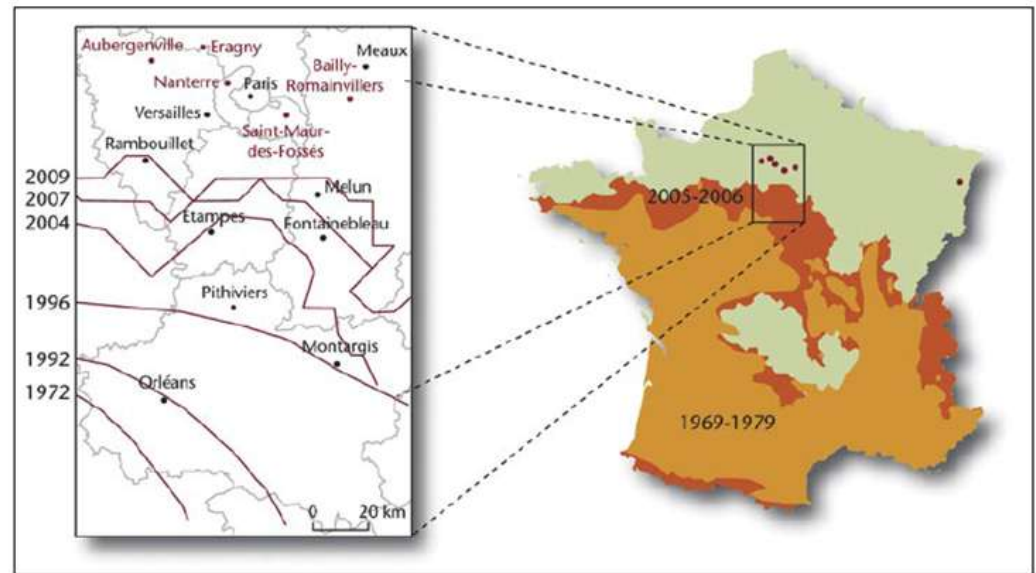 Aubergenville
Eragny
Meaux
Bailly-
Romainvillers
Nanterre
Paris
Versailles
Saint-Maur-
des-Fossés
Rambouillet
2009
Melun
2007
2004
Etampes
Fontainebleau
Pithiviers
1996
Montargis
1992
Orléans
1972
0 20 km
2005-2006
1969-1979